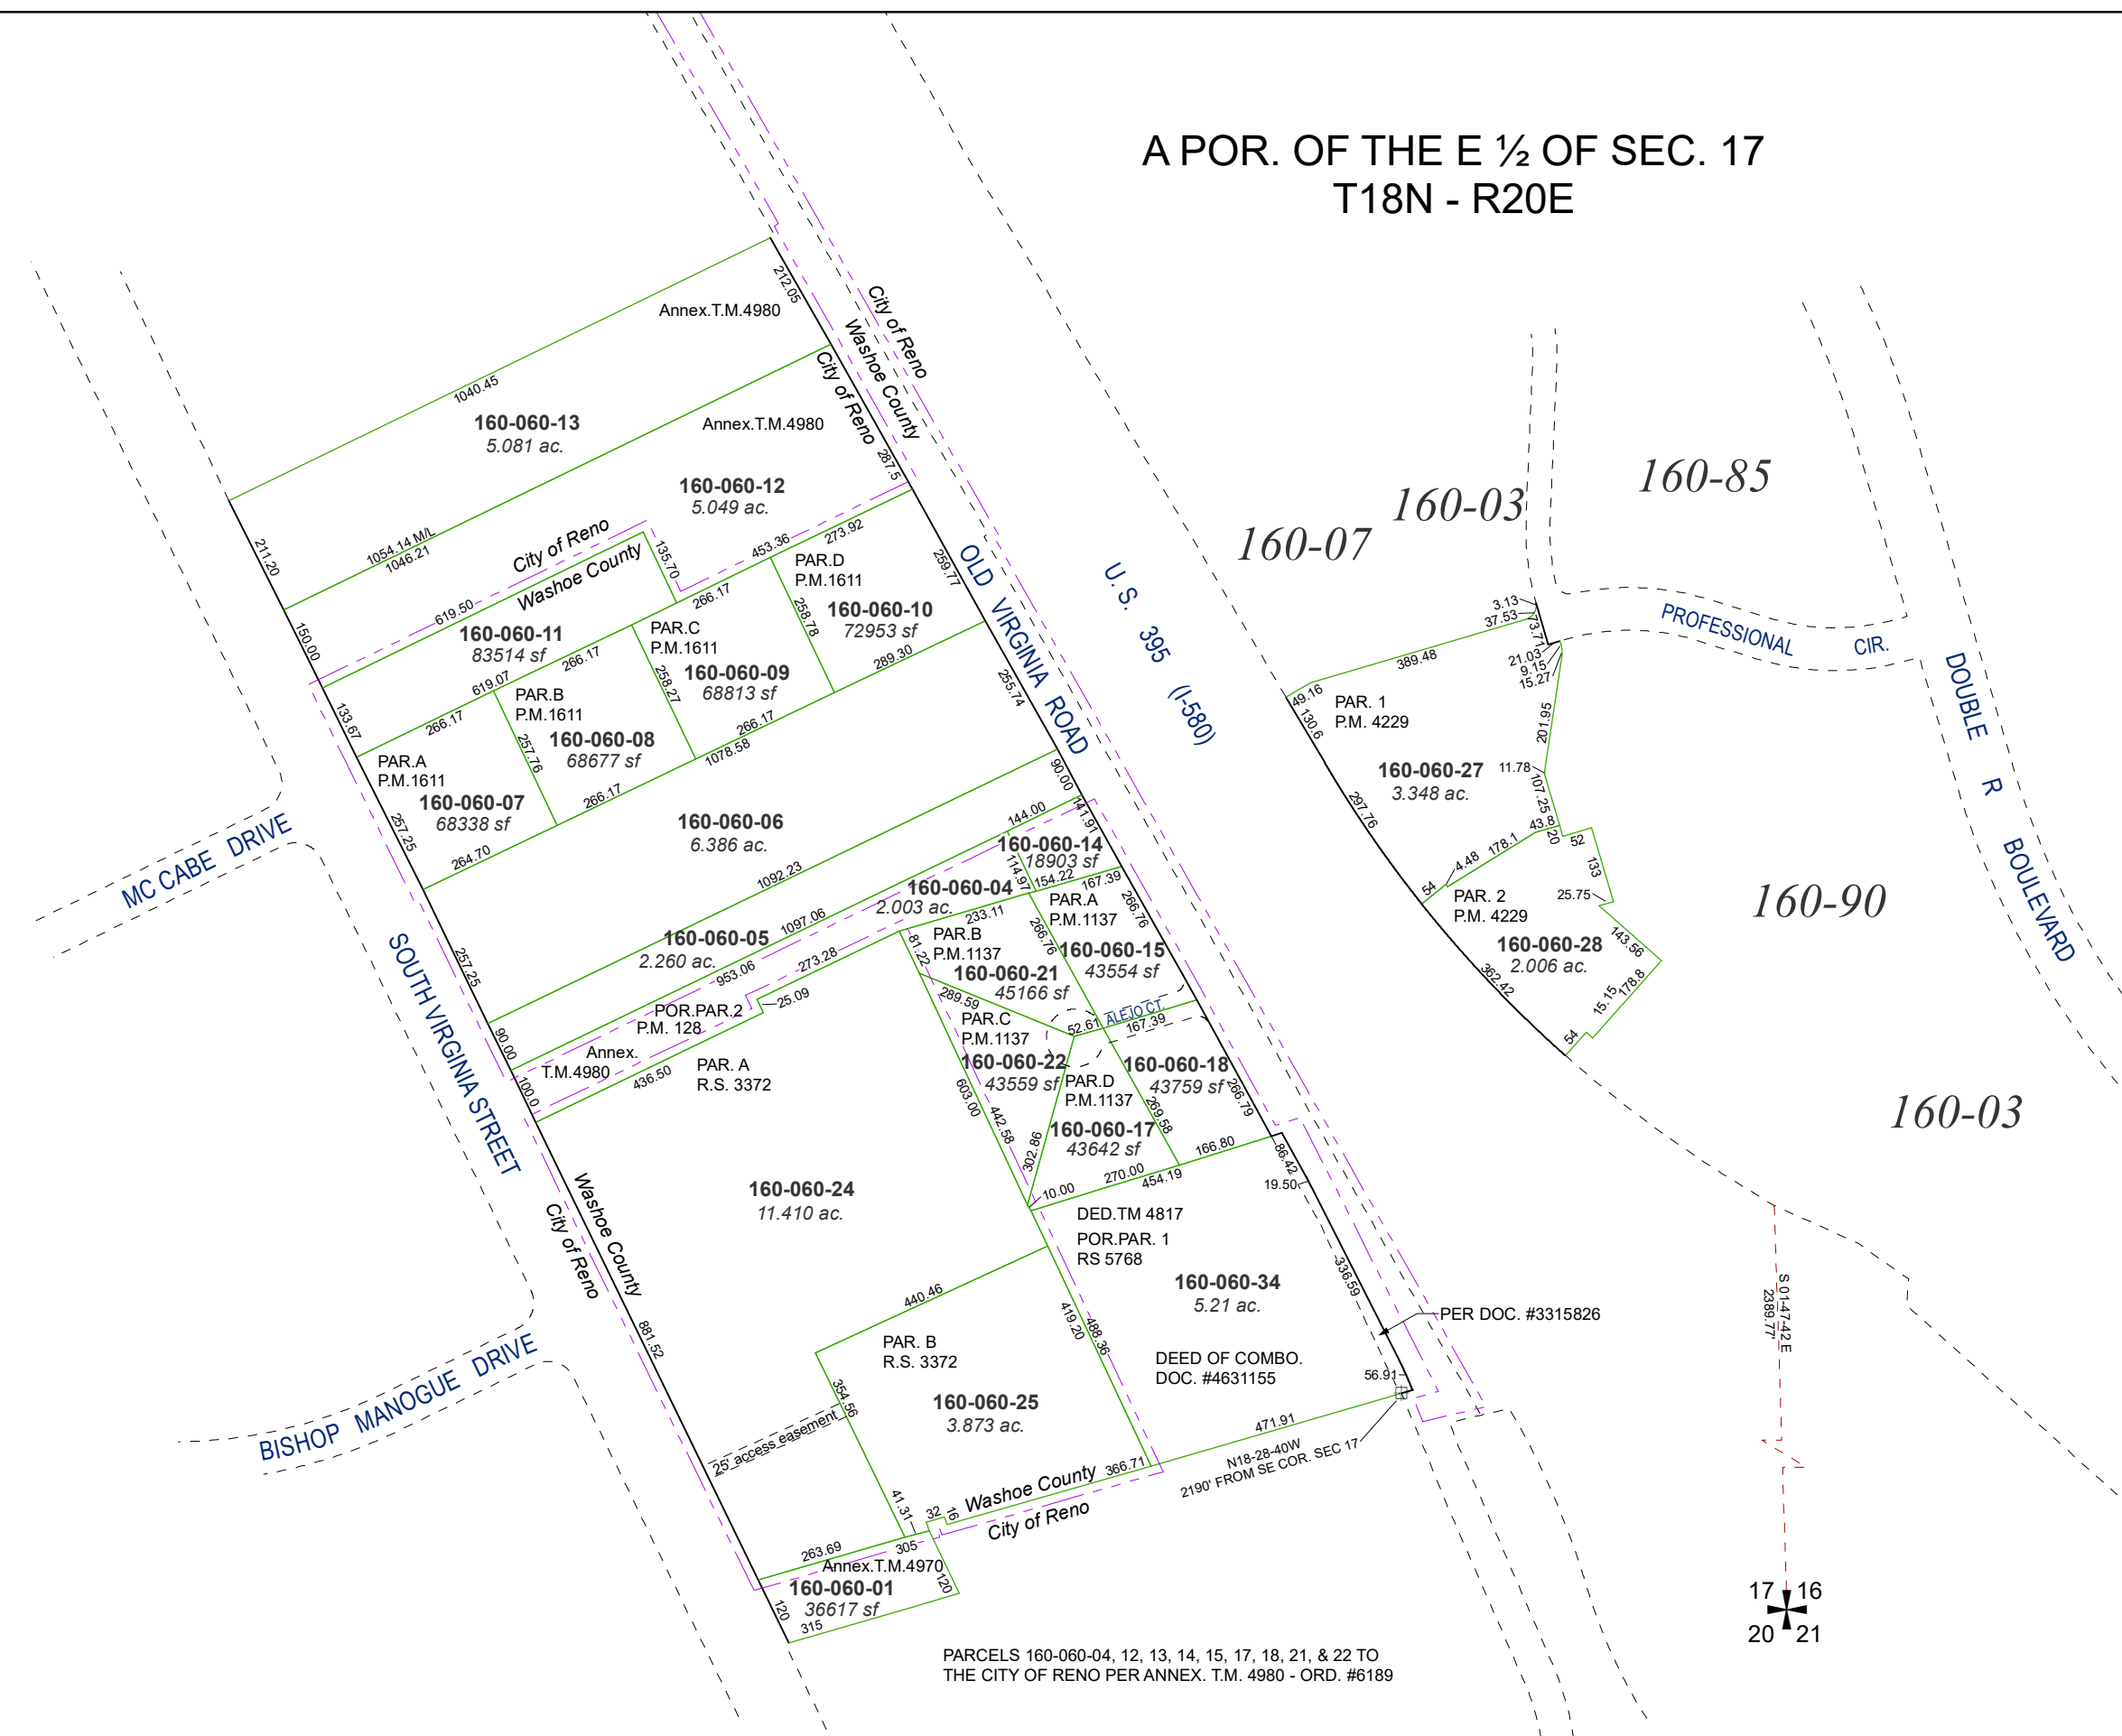 A POR. OF THE E ½ OF SEC. 17
T18N - R20E
212.05
City of Reno
Washoe County
City of Reno
Annex.T.M.4980
1040.45
160-060-13
5.081 ac.
Annex.T.M.4980
287.5
160-060-12
5.049 ac.
211.20
1054.14 M/L
1046.21
City of Reno
Washoe County
135.70
453.36
273.92
259.77
619.50
150.00
160-060-11
83514 sf
266.17
266.17
619.07
266.17
133.67
PAR.D
P.M.1611
258.78
160-060-10
72953 sf
289.30
PAR.C
P.M.1611
258.27
160-060-09
68813 sf
266.17
1078.58
PAR.B
P.M.1611
257.76
160-060-08
68677 sf
266.17
PAR.A
P.M.1611
160-060-07
68338 sf
257.25
264.70
OLD VIRGINIA ROAD
255.74
U. S. 395 (I-580)
160-060-06
6.386 ac.
1092.23
90.00
257.25
144.00
141.91
160-060-14
18903 sf
114.97
154.22
167.39
160-060-04
2.003 ac.
233.11
1097.06
160-060-05
2.260 ac.
953.06
273.28
25.09
90.00
POR.PAR.2
P.M. 128
Annex.
T.M.4980
100.0
436.50
PAR. A
R.S. 3372
PAR.A
P.M.1137
266.76
266.76
160-060-15
43554 sf
PAR.B
P.M.1137
81.22
160-060-21
45166 sf
289.59
PAR.C
P.M.1137
52.61
ALEJO CT.
167.39
160-060-22
43559 sf
603.00
442.58
302.86
PAR.D
P.M.1137
160-060-17
43642 sf
269.58
160-060-18
43759 sf
266.79
166.80
10.00
270.00
454.19
86.42
19.50
160-060-24
11.410 ac.
DED.TM 4817
POR.PAR. 1
RS 5768
160-060-34
5.21 ac.
336.59
PER DOC. #3315826
DEED OF COMBO.
DOC. #4631155
56.91
471.91
N18-28-40W
2190' FROM SE COR. SEC 17
440.46
419.20
488.36
PAR. B
R.S. 3372
354.56
160-060-25
3.873 ac.
25' access easement
41.31
32
16
Washoe County
366.71
City of Reno
Washoe County
City of Reno
881.52
263.69
305
Annex.T.M.4970
160-060-01
36617 sf
120
120
315
MC CABE DRIVE
SOUTH VIRGINIA STREET
BISHOP MANOGUE DRIVE
160-07
160-03
160-85
PROFESSIONAL CIR.
DOUBLE R BOULEVARD
3.13
37.53
73.71
389.48
49.16
130.6
21.03
9.15
15.27
PAR. 1
P.M. 4229
201.95
160-060-27
3.348 ac.
11.78
107.25
297.76
43.8
20
52
178.1
4.48
54
133
25.75
PAR. 2
P.M. 4229
160-060-28
2.006 ac.
143.56
178.8
15.15
54
362.42
160-90
160-03
S 01-47-42 E
2389.77'
17 16
20 21
PARCELS 160-060-04, 12, 13, 14, 15, 17, 18, 21, & 22 TO
THE CITY OF RENO PER ANNEX. T.M. 4980 - ORD. #6189